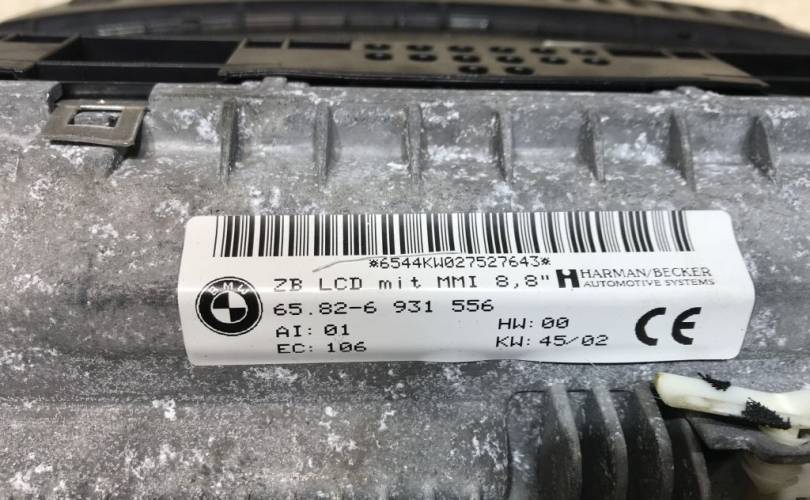 *6544KW027527643*
ZB LCD mit MMI 8,8"
HARMAN/BECKER
AUTOMOTIVE SYSTEMS
BMW
65.82-6 931 556
AI: 01
HW: 00
EC: 106
KW: 45/02
CE